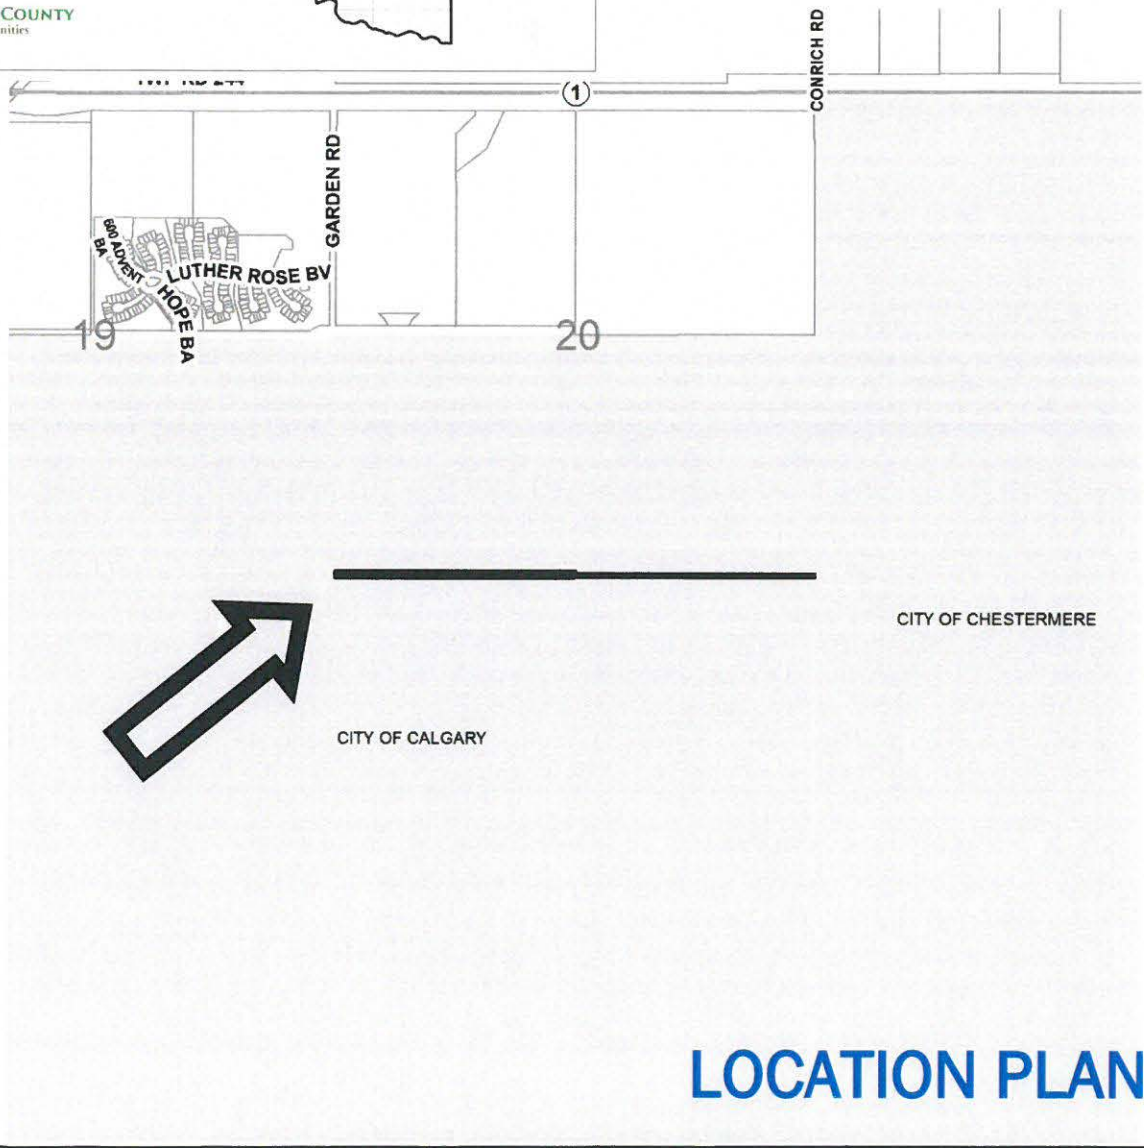 COUNTY
nities
CONRICH RD
1
GARDEN RD
600 ADVENT
BA
LUTHER ROSE BV
HOPE BA
19
20
CITY OF CHESTERMERE
CITY OF CALGARY
LOCATION PLAN